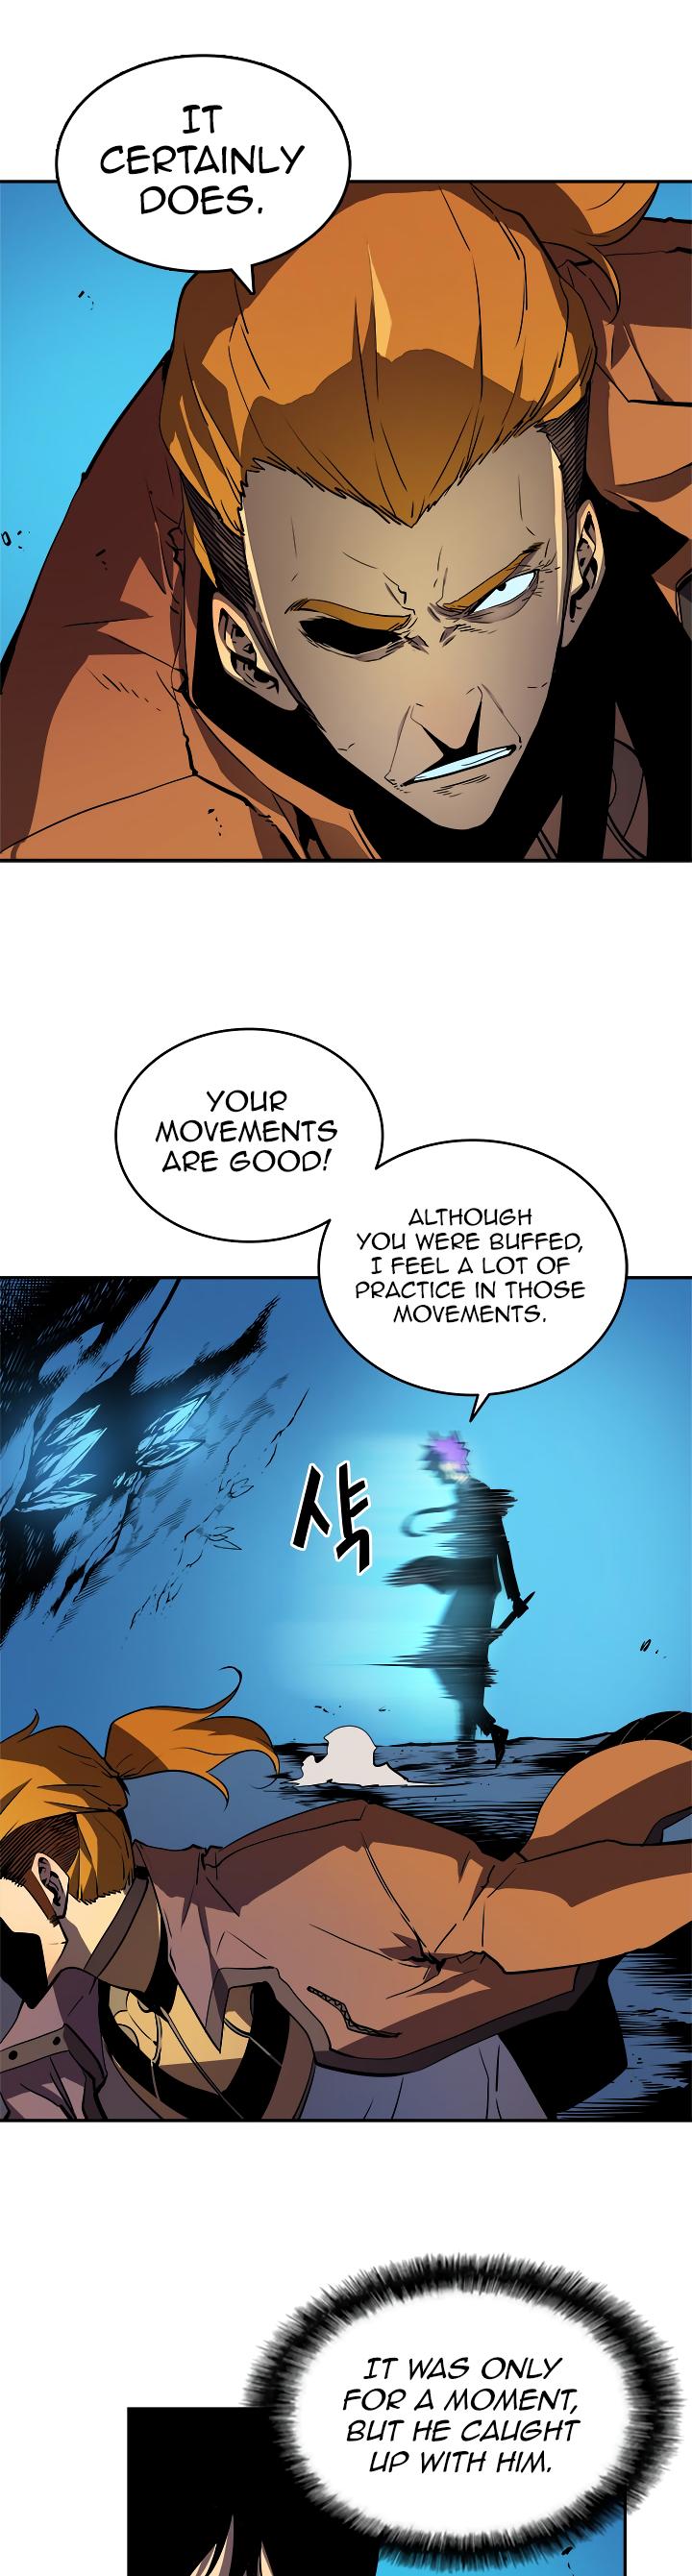 IT
CERTAINLY
DOES.
YOUR
MOVEMENTS
ARE GOOD!
ALTHOUGH
YOU WERE BUFFED,
I FEEL A LOT OF
PRACTICE IN THOSE
MOVEMENTS.
샥
IT WAS ONLY
FOR A MOMENT,
BUT HE CAUGHT
UP WITH HIM.